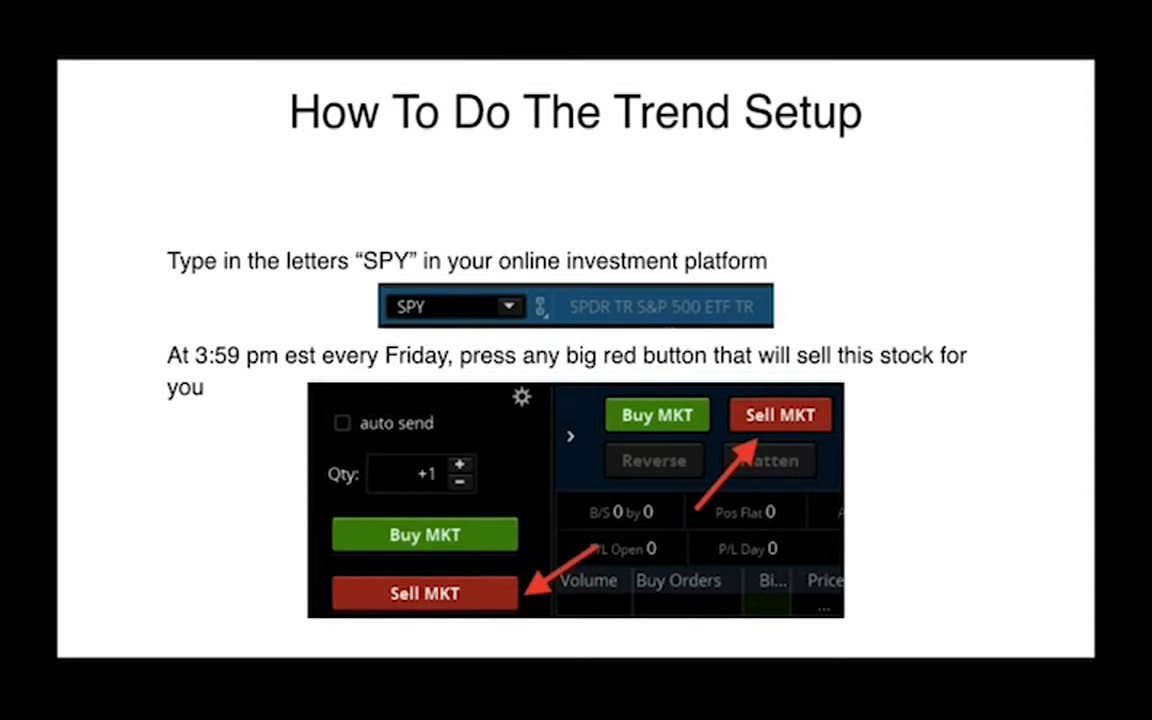 How To Do The Trend Setup
Type in the letters “SPY” in your online investment platform
SPY SPDR TR S&P 500 ETF TR
At 3:59 pm est every Friday, press any big red button that will sell this stock for
you
auto send
Qty: +1
Buy MKT
Sell MKT
Buy MKT Sell MKT
Reverse
B/S 0 by 0 Pos Flat 0
Open 0 P/L Day 0
Volume Buy Orders Bi... Price
...